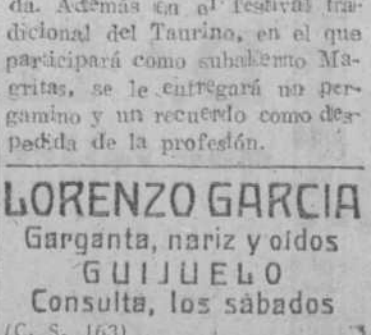 da. Además en el festival tra-
dicional del Taurino, en el que
participará como subalterno Ma-
gritas, se le entregará un per-
gamino y un recuerdo como des-
pedida de la profesión.
LORENZO GARCIA
Garganta, nariz y oídos
GUIJUELO
Consulta, los sábados
(C. S. 163)